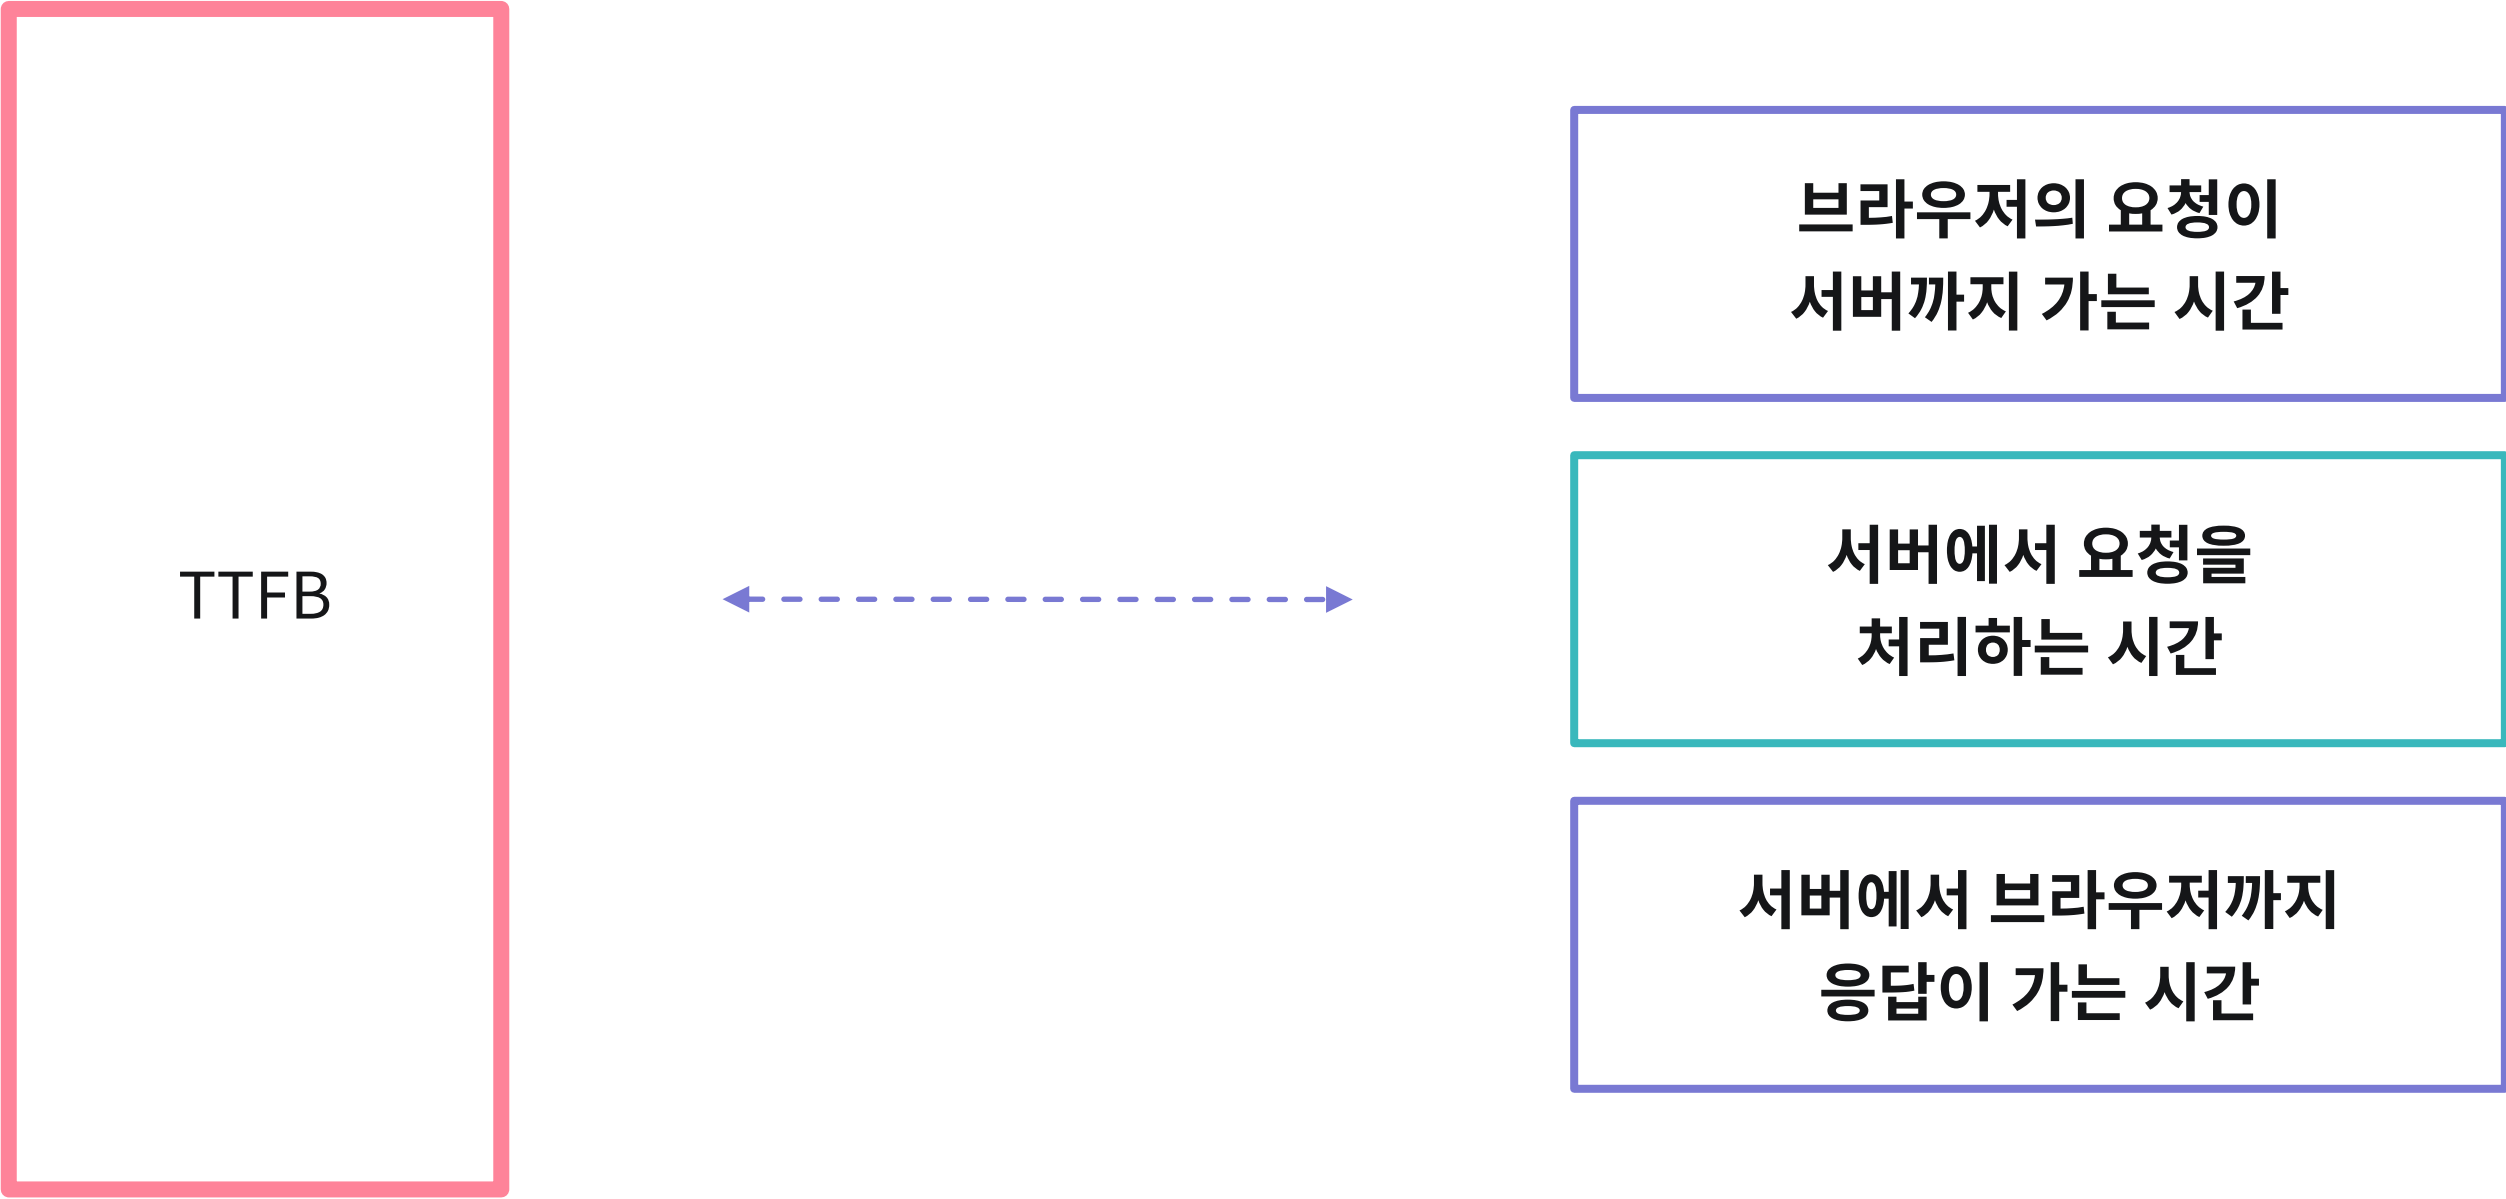 TTFB
브라우저의 요청이
서버까지 가는 시간
서버에서 요청을
처리하는 시간
서버에서 브라우저까지
응답이 가는 시간